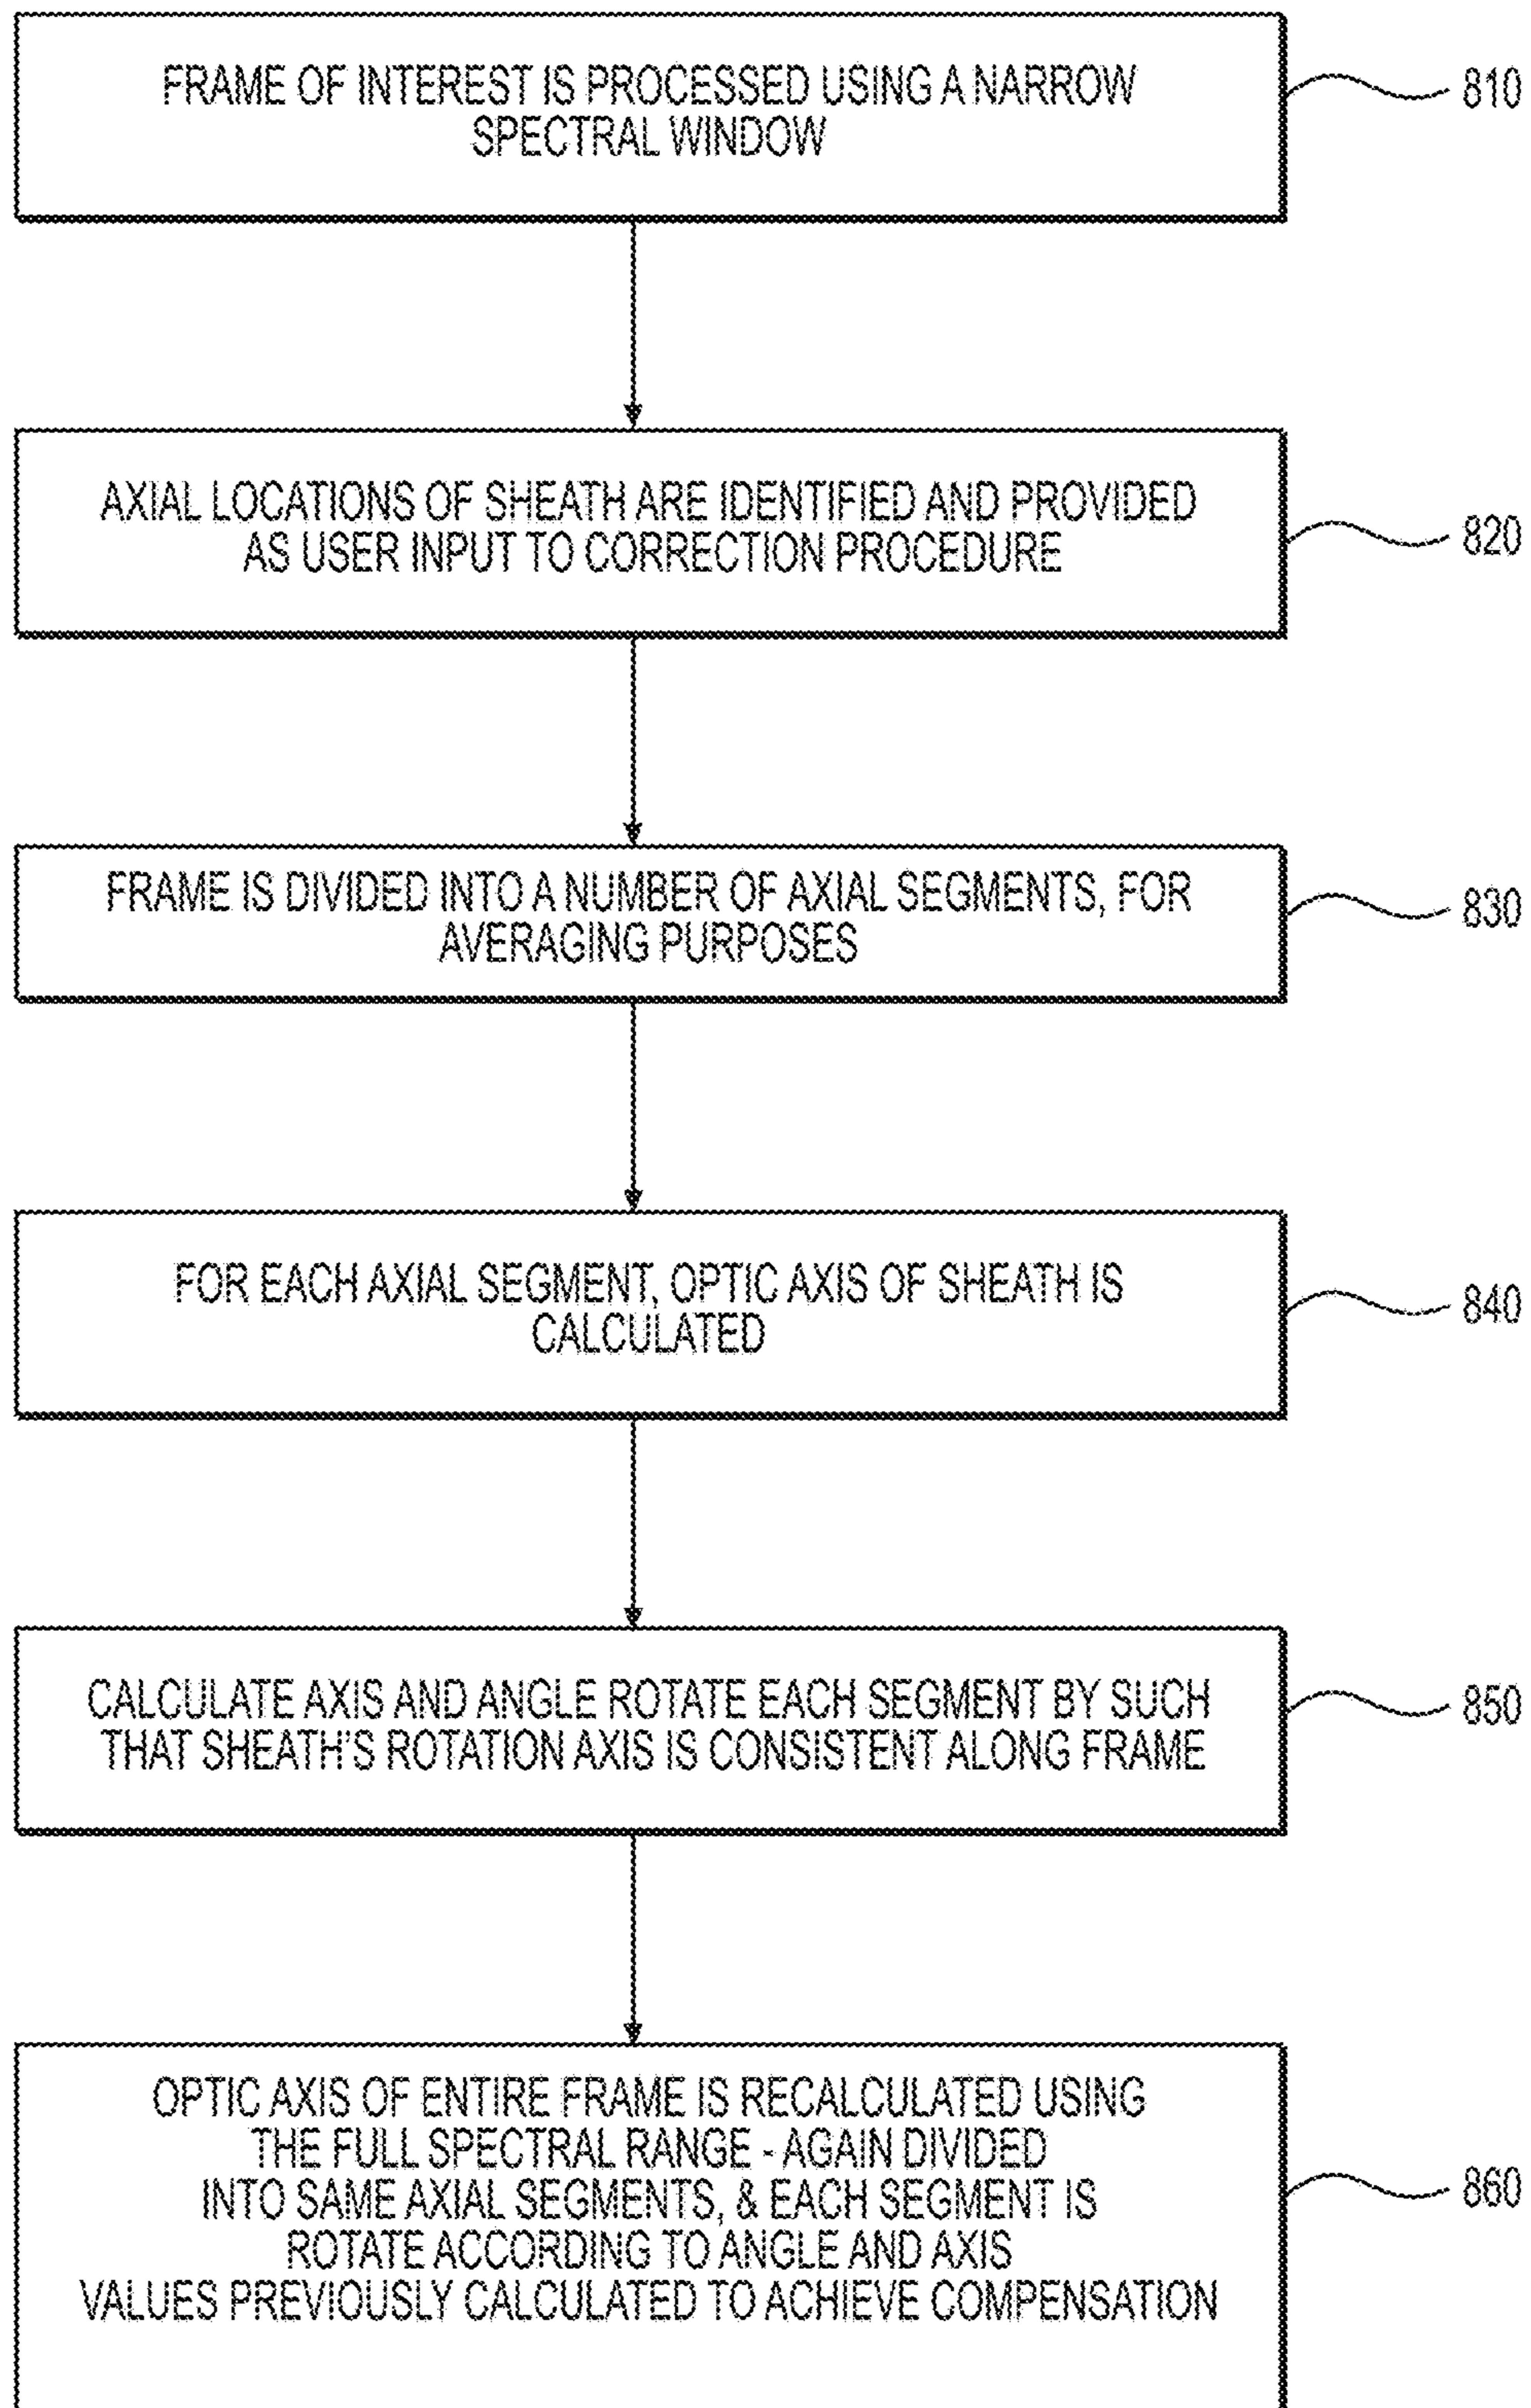 FRAME OF INTEREST IS PROCESSED USING A NARROW
SPECTRAL WINDOW
810
AXIAL LOCATIONS OF SHEATH ARE IDENTIFIED AND PROVIDED
AS USER INPUT TO CORRECTION PROCEDURE
820
FRAME IS DIVIDED INTO A NUMBER OF AXIAL SEGMENTS, FOR
AVERAGING PURPOSES
830
FOR EACH AXIAL SEGMENT, OPTIC AXIS OF SHEATH IS
CALCULATED
840
CALCULATE AXIS AND ANGLE ROTATE EACH SEGMENT BY SUCH
THAT SHEATH'S ROTATION AXIS IS CONSISTENT ALONG FRAME
850
OPTIC AXIS OF ENTIRE FRAME IS RECALCULATED USING
THE FULL SPECTRAL RANGE - AGAIN DIVIDED
INTO SAME AXIAL SEGMENTS, & EACH SEGMENT IS
ROTATE ACCORDING TO ANGLE AND AXIS
VALUES PREVIOUSLY CALCULATED TO ACHIEVE COMPENSATION
860